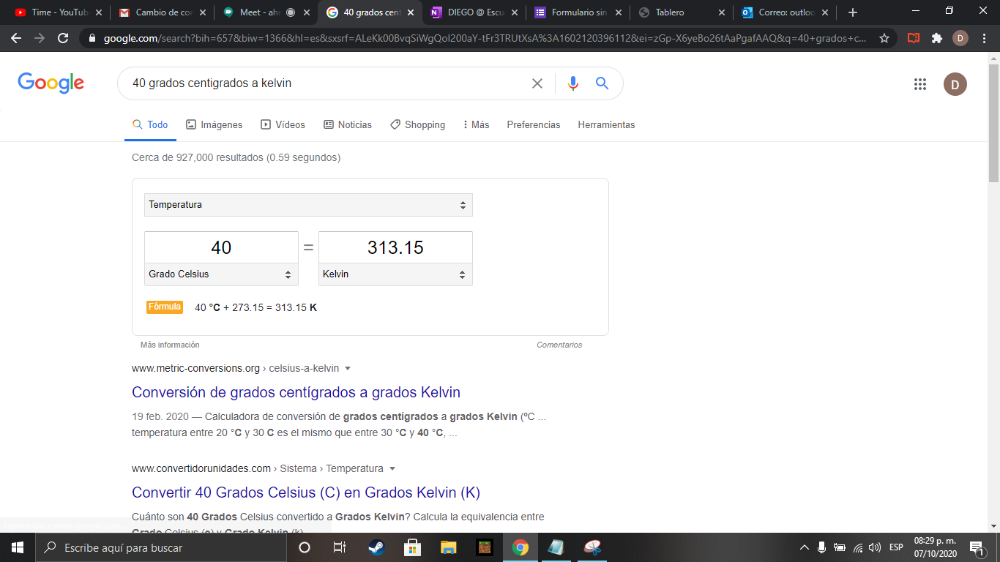 Time - YouTub
Cambio de cor
Meet - ahr
40 grados cent
DIEGO @ Escu
Formulario sin
Tablero
Correo: outloo
google.com/search?bih=657&biw=1366&hl=es&sxsrf=ALeKk00BvqSiWgQoI200aY-tFr3TRUtXsA%3A1602120396112&ei=zGp-X6yeBo26tAaPgafAAQ&q=40+grados+c...
D
Google
40 grados centigrados a kelvin
D
Todo
Imágenes
Vídeos
Noticias
Shopping
Más
Preferencias
Herramientas
Cerca de 927,000 resultados (0.59 segundos)
Temperatura
40 = 313.15
Grado Celsius
Kelvin
Fórmula 40 °C + 273.15 = 313.15 K
Más información
Comentarios
www.metric-conversions.org › celsius-a-kelvin
Conversión de grados centígrados a grados Kelvin
19 feb. 2020 — Calculadora de conversión de grados centígrados a grados Kelvin (ºC ...
temperatura entre 20 °C y 30 C es el mismo que entre 30 °C y 40 °C, ...
www.convertidorunidades.com › Sistema › Temperatura
Convertir 40 Grados Celsius (C) en Grados Kelvin (K)
Cuánto son 40 Grados Celsius convertido a Grados Kelvin? Calcula la equivalencia entre
Grado Celsius (c) y Grado Kelvin (k)
Esperando a www.google.com...
Escribe aquí para buscar
ESP
08:29 p. m.
07/10/2020
1